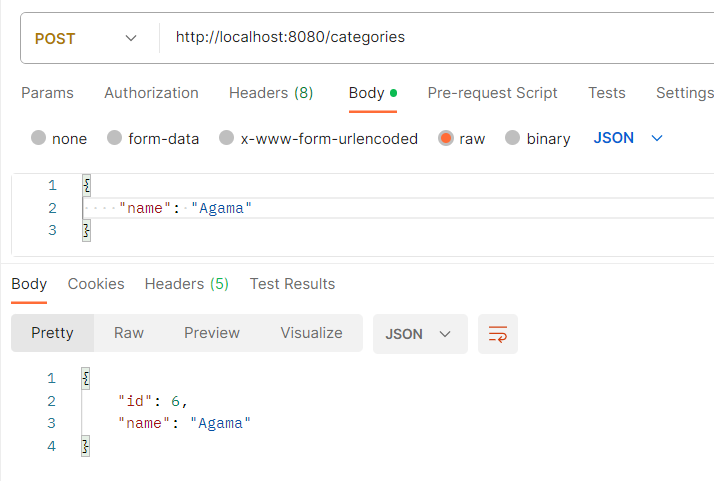 POST http://localhost:8080/categories
Params Authorization Headers (8) Body Pre-request Script Tests Settings
none form-data x-www-form-urlencoded raw binary JSON
1 {
2 "name": "Agama"
3 }
Body Cookies Headers (5) Test Results
Pretty Raw Preview Visualize JSON
1 {
2 "id": 6,
3 "name": "Agama"
4 }